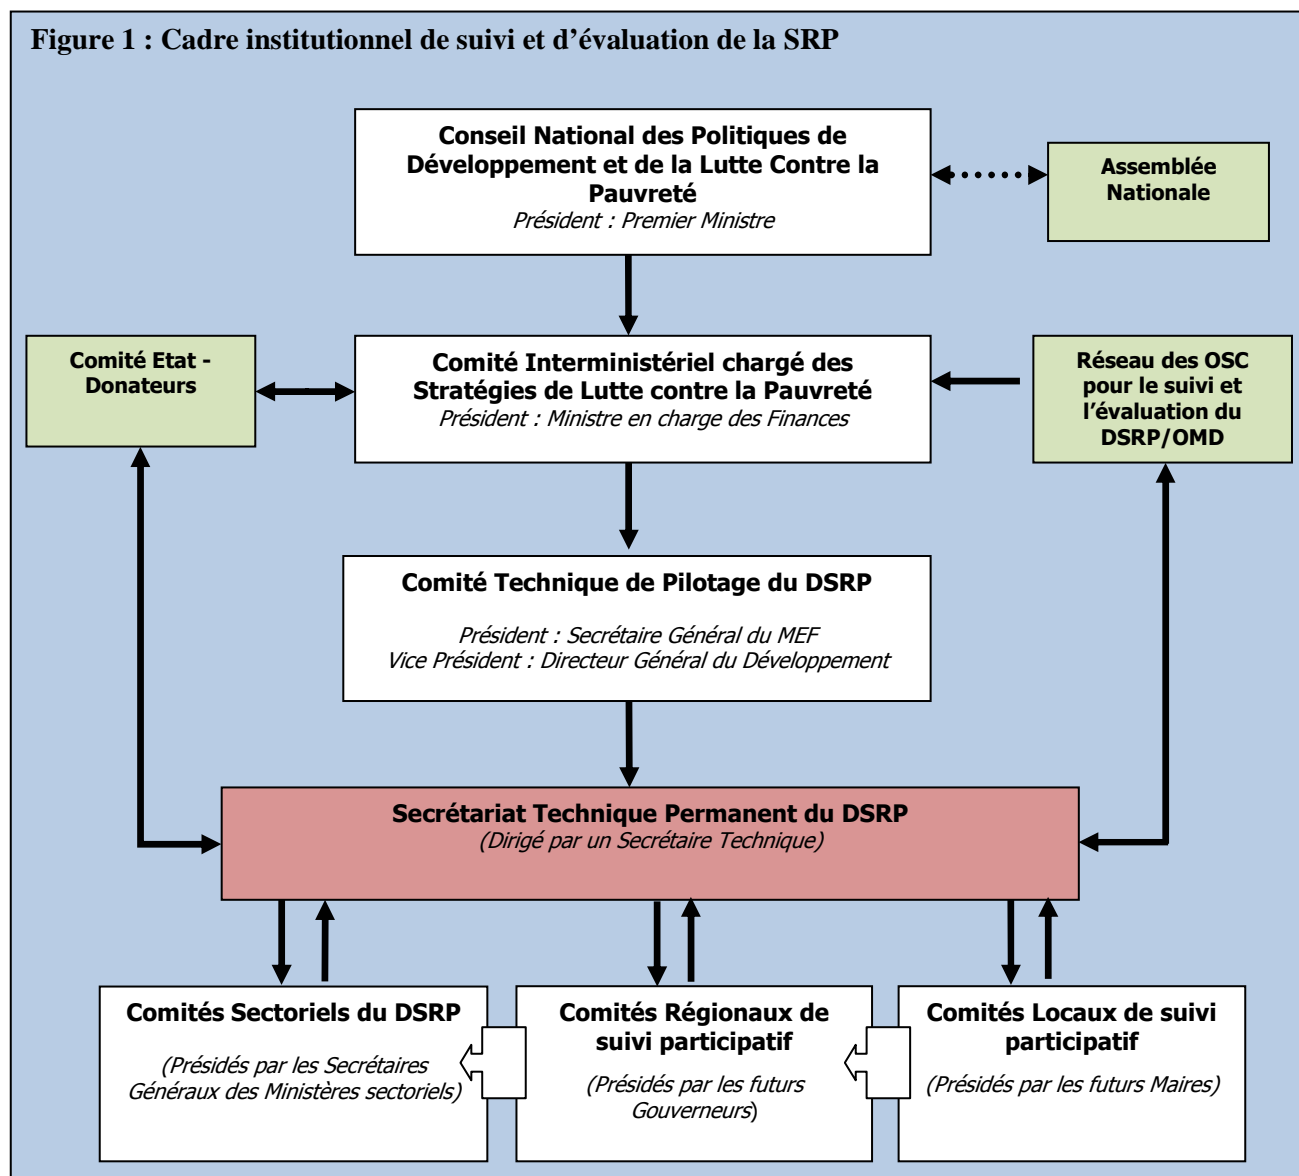 Figure 1 : Cadre institutionnel de suivi et d’évaluation de la SRP
Conseil National des Politiques de
Développement et de la Lutte Contre la
Pauvreté
Président : Premier Ministre
Assemblée
Nationale
Comité Etat -
Donateurs
Comité Interministériel chargé des
Stratégies de Lutte contre la Pauvreté
Président : Ministre en charge des Finances
Réseau des OSC
pour le suivi et
l’évaluation du
DSRP/OMD
Comité Technique de Pilotage du DSRP
Président : Secrétaire Général du MEF
Vice Président : Directeur Général du Développement
Secrétariat Technique Permanent du DSRP
(Dirigé par un Secrétaire Technique)
Comités Sectoriels du DSRP
(Présidés par les Secrétaires
Généraux des Ministères sectoriels)
Comités Régionaux de
suivi participatif
(Présidés par les futurs
Gouverneurs)
Comités Locaux de suivi
participatif
(Présidés par les futurs Maires)